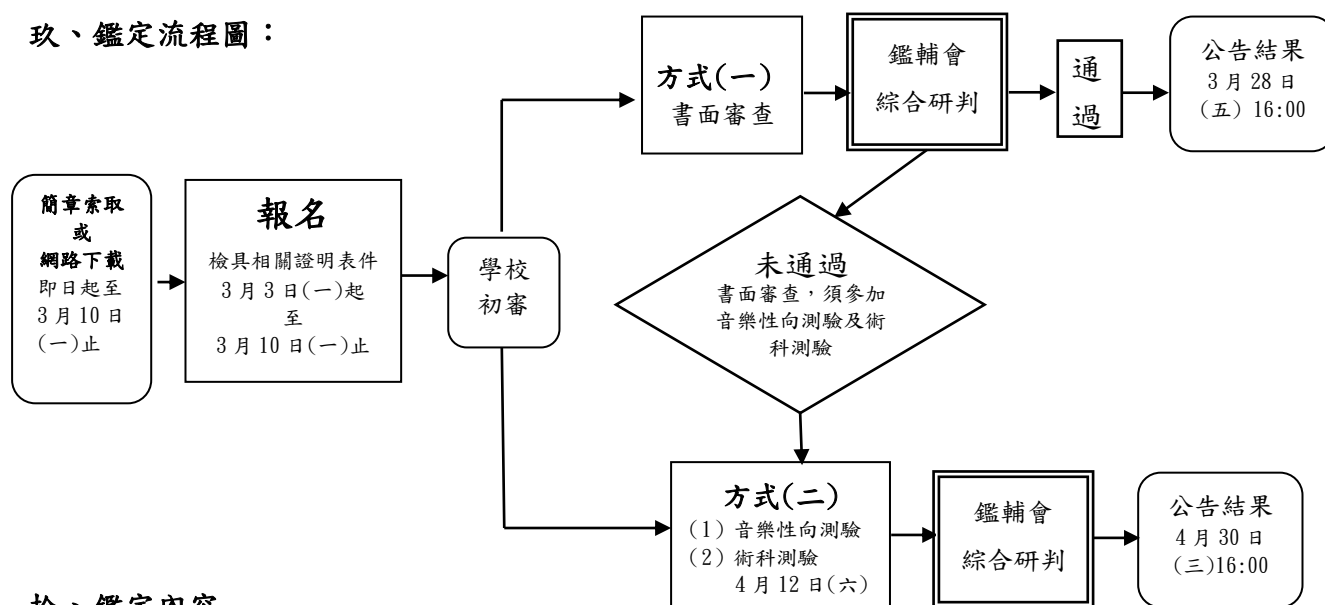 玖、鑑定流程圖：
簡章索取
或
網路下載
即日起至
3月10日
(一)止
報名
檢具相關證明表件
3月3日(一)起
至
3月10日(一)止
學校
初審
方式(一)
書面審查
鑑輔會
綜合研判
通
過
公告結果
3月28日
(五) 16:00
未通過
書面審查，須參加
音樂性向測驗及術
科測驗
方式(二)
(1) 音樂性向測驗
(2) 術科測驗
4月12日(六)
鑑輔會
綜合研判
公告結果
4月30日
(三)16:00
拾、鑑定內容